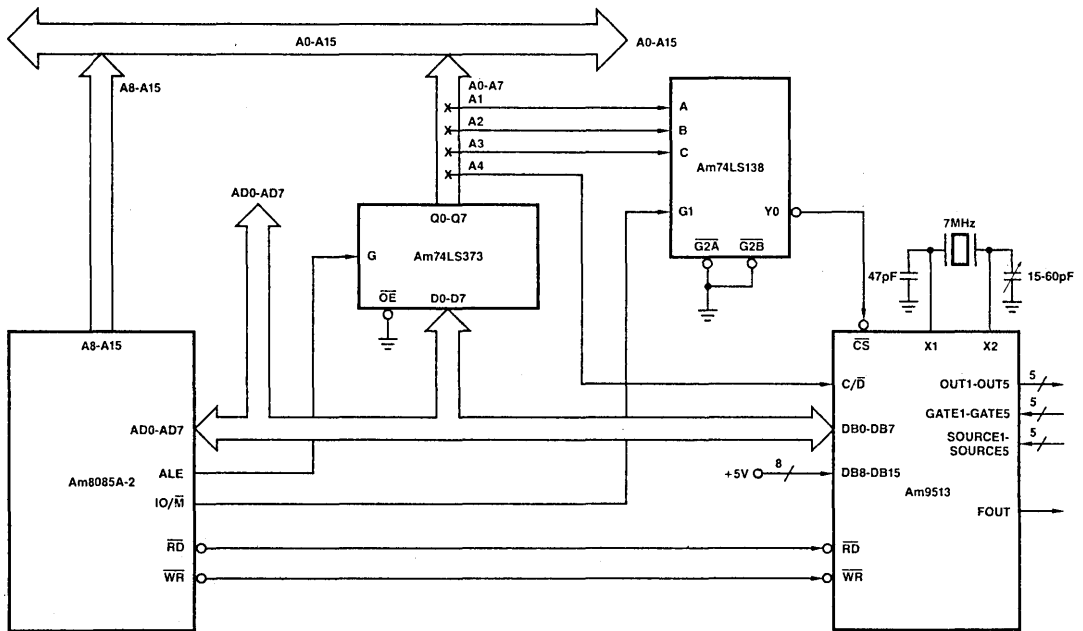 A0-A15
A0-A15
A8-A15
A0-A7
A1
A2
A3
A4
A
B
C
Am74LS138
G1
Y0
G2A
G2B
AD0-AD7
Q0-Q7
G
Am74LS373
OE
D0-D7
7MHz
47pF
15-60pF
A8-A15
CS
X1
X2
C/D
OUT1-OUT5
5
GATE1-GATE5
5
SOURCE1-
SOURCE5
5
AD0-AD7
DB0-DB7
ALE
+5V
8
DB8-DB15
Am8085A-2
Am9513
IO/M
FOUT
RD
RD
WR
WR